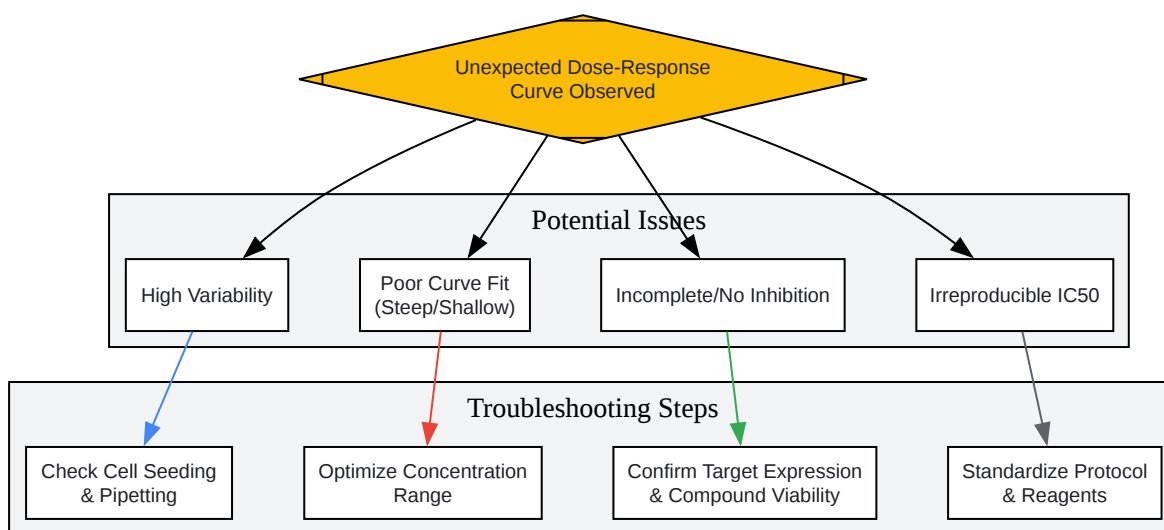 Unexpected Dose-Response
Curve Observed
Potential Issues
High Variability
Poor Curve Fit
(Steep/Shallow)
Incomplete/No Inhibition
Irreproducible IC50
Troubleshooting Steps
Check Cell Seeding
& Pipetting
Optimize Concentration
Range
Confirm Target Expression
& Compound Viability
Standardize Protocol
& Reagents